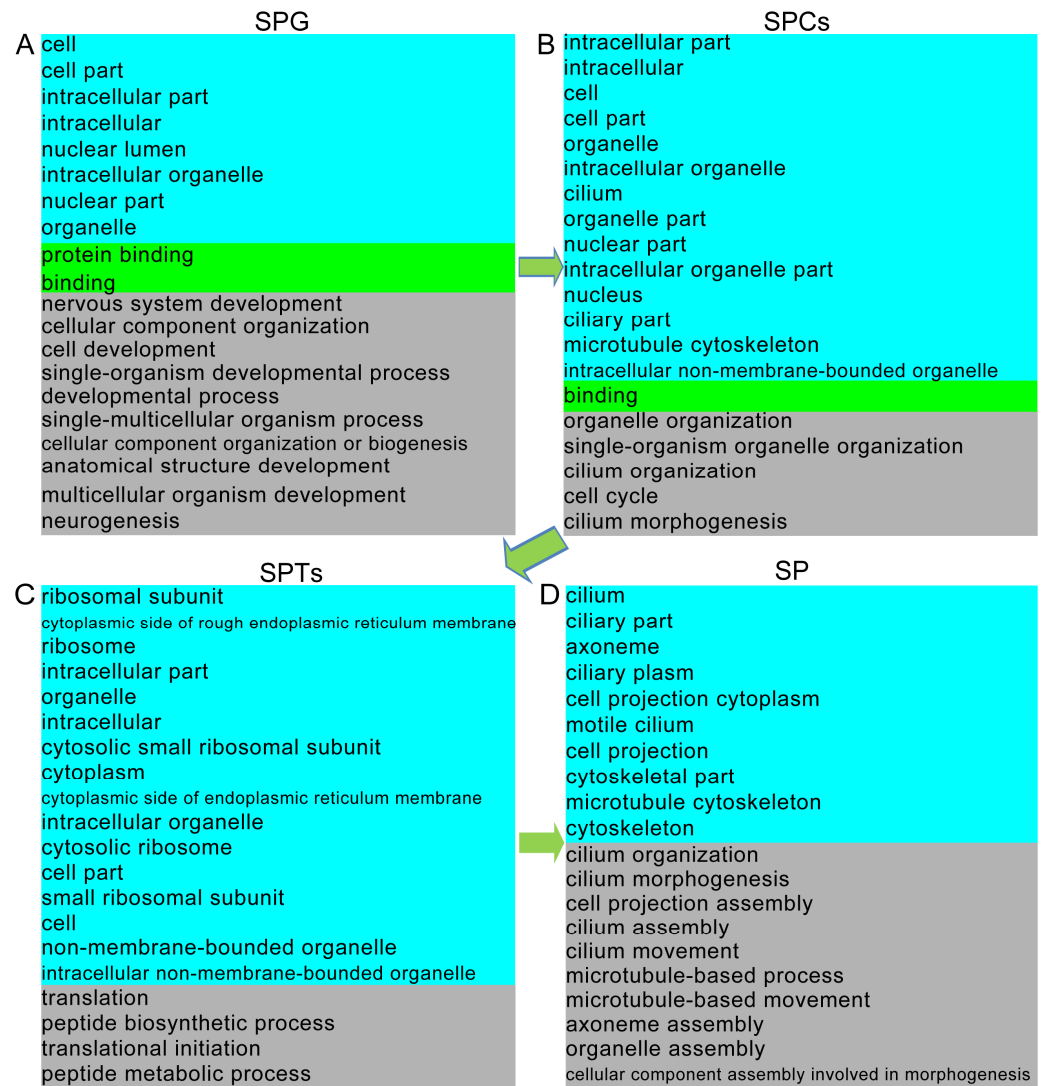 SPG
A
cell
cell part
intracellular part
intracellular
nuclear lumen
intracellular organelle
nuclear part
organelle
protein binding
binding
nervous system development
cellular component organization
cell development
single-organism developmental process
developmental process
single-multicellular organism process
cellular component organization or biogenesis
anatomical structure development
multicellular organism development
neurogenesis
SPCs
B
intracellular part
intracellular
cell
cell part
organelle
intracellular organelle
cilium
organelle part
nuclear part
intracellular organelle part
nucleus
ciliary part
microtubule cytoskeleton
intracellular non-membrane-bounded organelle
binding
organelle organization
single-organism organelle organization
cilium organization
cell cycle
cilium morphogenesis
SPTs
C
ribosomal subunit
cytoplasmic side of rough endoplasmic reticulum membrane
ribosome
intracellular part
organelle
intracellular
cytosolic small ribosomal subunit
cytoplasm
cytoplasmic side of endoplasmic reticulum membrane
intracellular organelle
cytosolic ribosome
cell part
small ribosomal subunit
cell
non-membrane-bounded organelle
intracellular non-membrane-bounded organelle
translation
peptide biosynthetic process
translational initiation
peptide metabolic process
SP
D
cilium
ciliary part
axoneme
ciliary plasm
cell projection cytoplasm
motile cilium
cell projection
cytoskeletal part
microtubule cytoskeleton
cytoskeleton
cilium organization
cilium morphogenesis
cell projection assembly
cilium assembly
cilium movement
microtubule-based process
microtubule-based movement
axoneme assembly
organelle assembly
cellular component assembly involved in morphogenesis